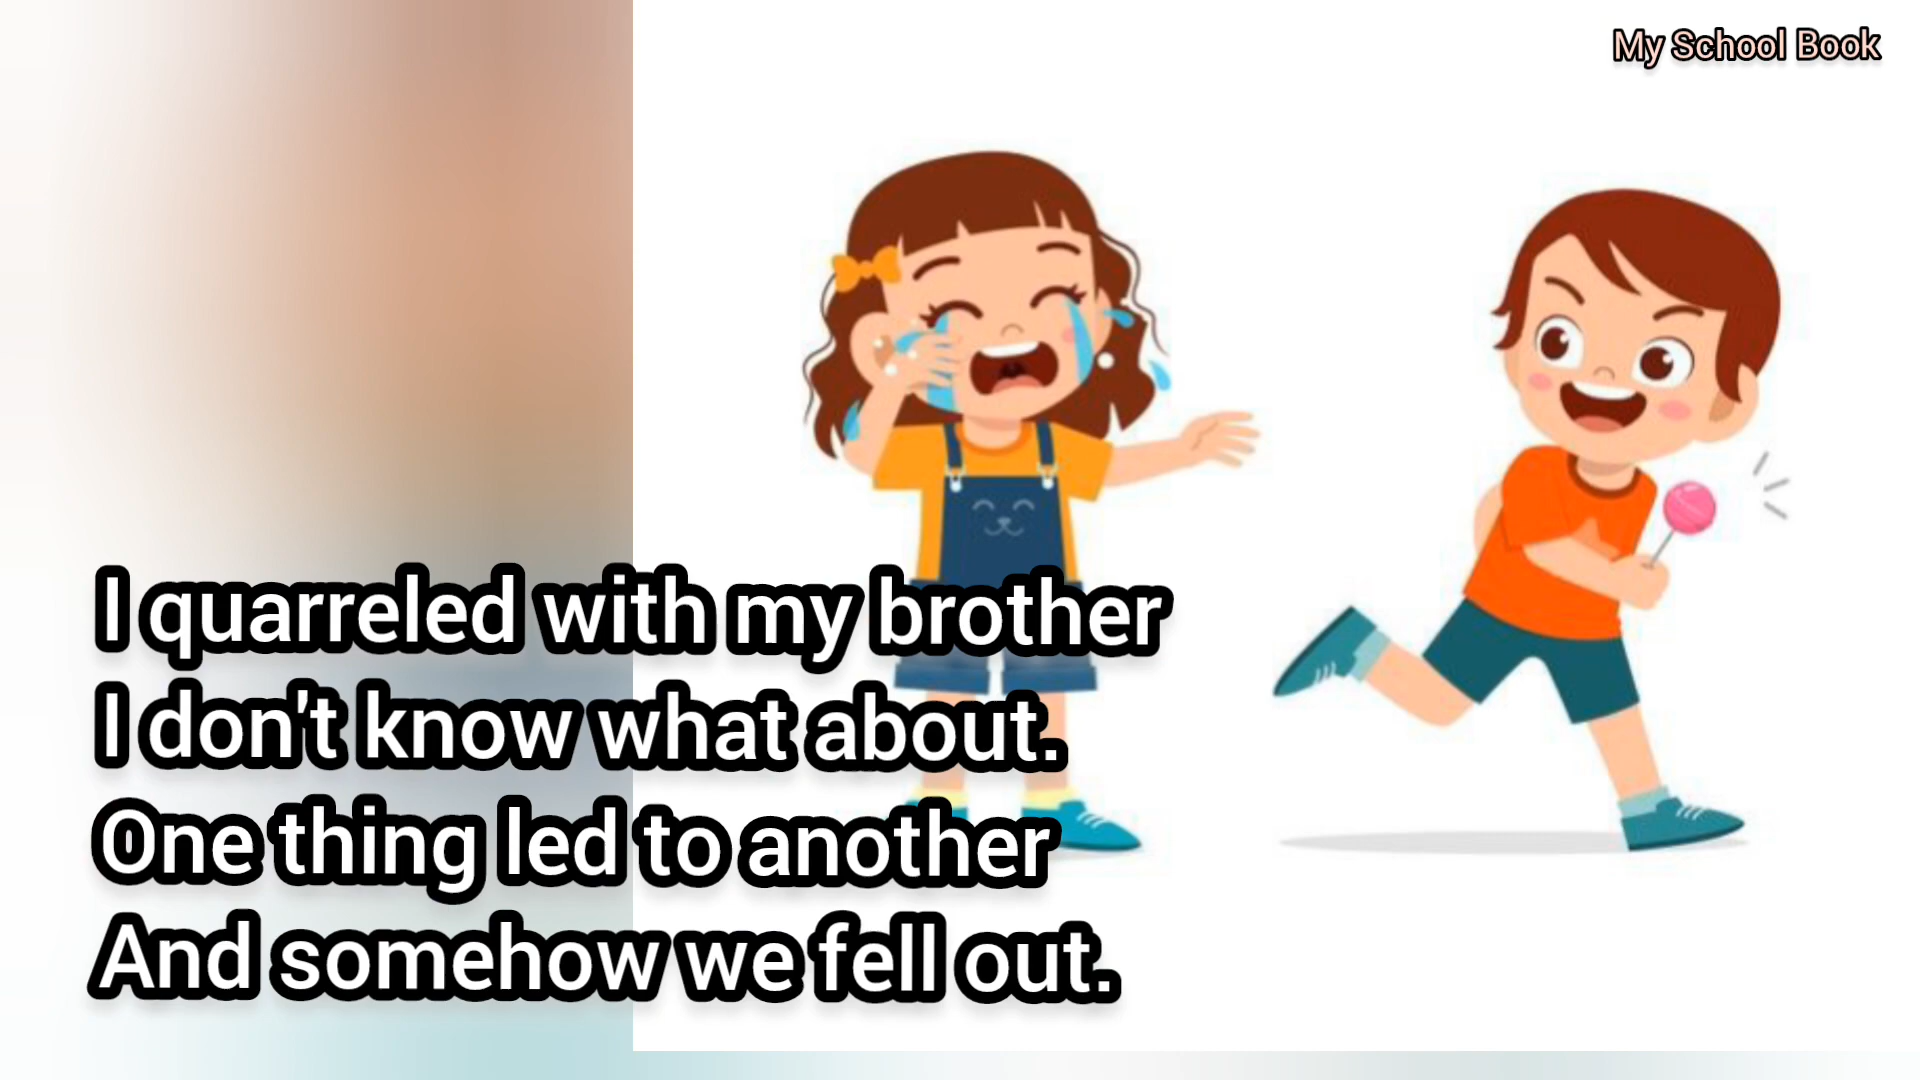 My School Book
I quarreled with my brother
I don't know what about.
One thing led to another
And somehow we fell out.